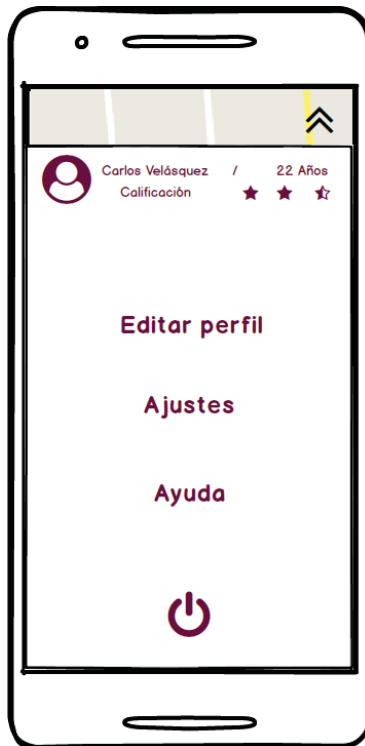 Carlos Velásquez / 22 Años
Calificación
Editar perfil
Ajustes
Ayuda